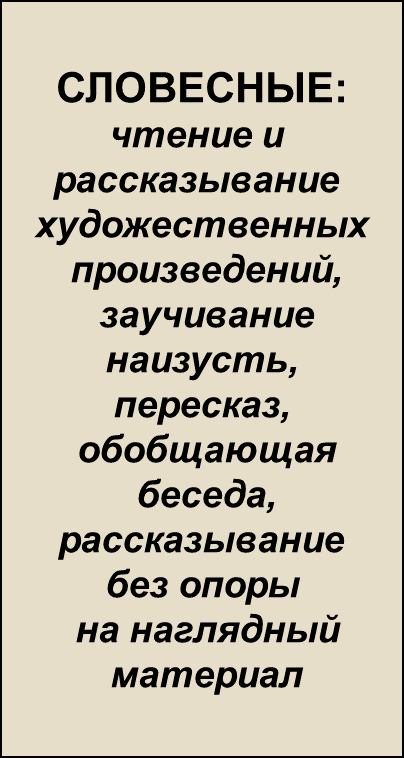 СЛОВЕСНЫЕ:
чтение и
рассказывание
художественных
произведений,
заучивание
наизусть,
пересказ,
обобщающая
беседа,
рассказывание
без опоры
на наглядный
материал